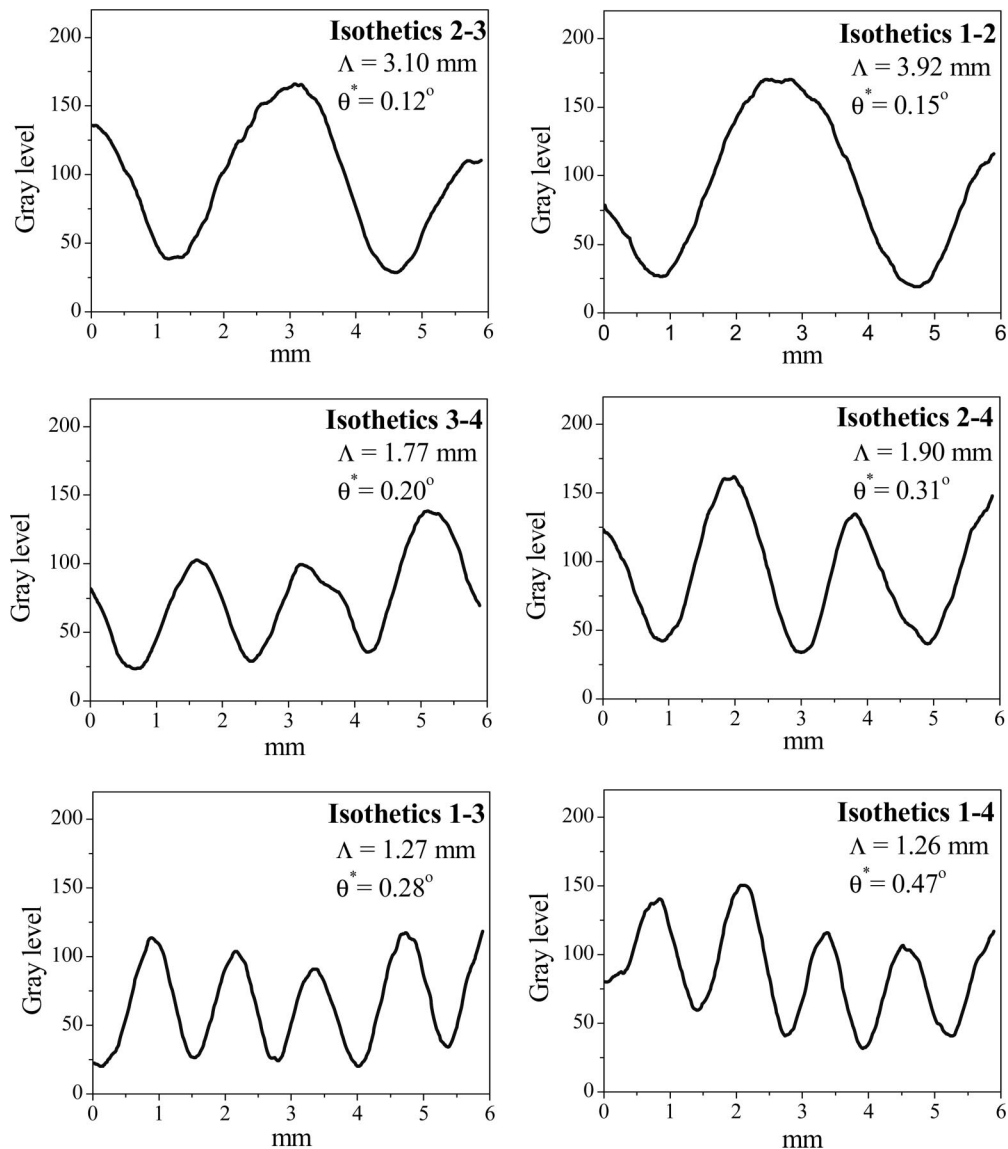 Isothetics 2-3
Λ = 3.10 mm
θ* = 0.12°
Gray level
200
150
100
50
0
0 1 2 3 4 5 6
mm
Isothetics 1-2
Λ = 3.92 mm
θ* = 0.15°
Gray level
200
150
100
50
0
0 1 2 3 4 5 6
mm
Isothetics 3-4
Λ = 1.77 mm
θ* = 0.20°
Gray level
200
150
100
50
0
0 1 2 3 4 5 6
mm
Isothetics 2-4
Λ = 1.90 mm
θ* = 0.31°
Gray level
200
150
100
50
0
0 1 2 3 4 5 6
mm
Isothetics 1-3
Λ = 1.27 mm
θ* = 0.28°
Gray level
200
150
100
50
0
0 1 2 3 4 5 6
mm
Isothetics 1-4
Λ = 1.26 mm
θ* = 0.47°
Gray level
200
150
100
50
0
0 1 2 3 4 5 6
mm